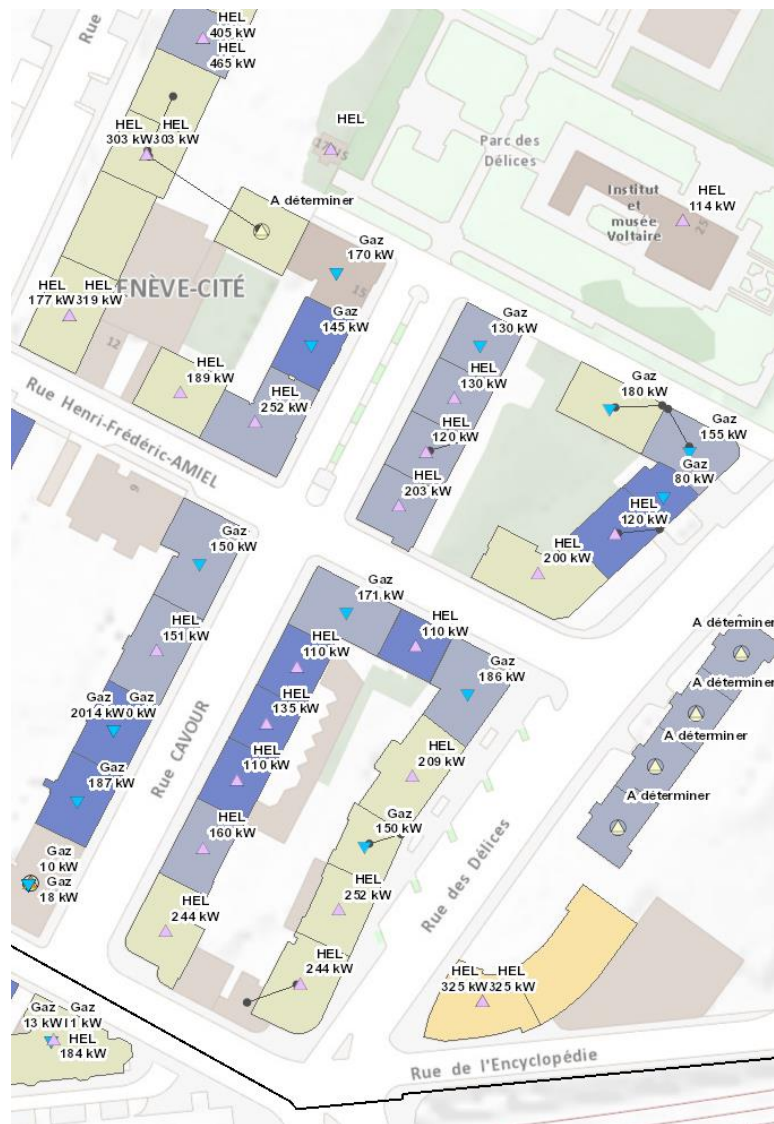 HEL
405 kW
HEL
465 kW
Rue
HEL
303 kW
HEL
303 kW
HEL
12
15
Parc des
Délices
Institut
et
musée
Voltaire
25
HEL
114 kW
A déterminer
Gaz
170 kW
15
ENÈVE-CITÉ
HEL
177 kW
HEL
319 kW
12
Gaz
145 kW
HEL
189 kW
HEL
252 kW
Rue Henri-Frédéric-AMIEL
Gaz
130 kW
HEL
130 kW
HEL
120 kW
HEL
203 kW
Gaz
180 kW
Gaz
155 kW
Gaz
80 kW
HEL
120 kW
HEL
200 kW
9
Gaz
150 kW
HEL
151 kW
Gaz
2014 kW
Gaz
0 kW
Gaz
187 kW
Gaz
10 kW
Gaz
18 kW
Rue CAVOUR
Gaz
171 kW
HEL
110 kW
HEL
110 kW
HEL
135 kW
HEL
110 kW
HEL
160 kW
HEL
244 kW
Gaz
186 kW
HEL
209 kW
Gaz
150 kW
HEL
252 kW
HEL
244 kW
Rue des Délices
A déterminer
A déterminer
A déterminer
A déterminer
HEL
325 kW
HEL
325 kW
Gaz
13 kW
Gaz
1 kW
HEL
184 kW
Rue de l'Encyclopédie